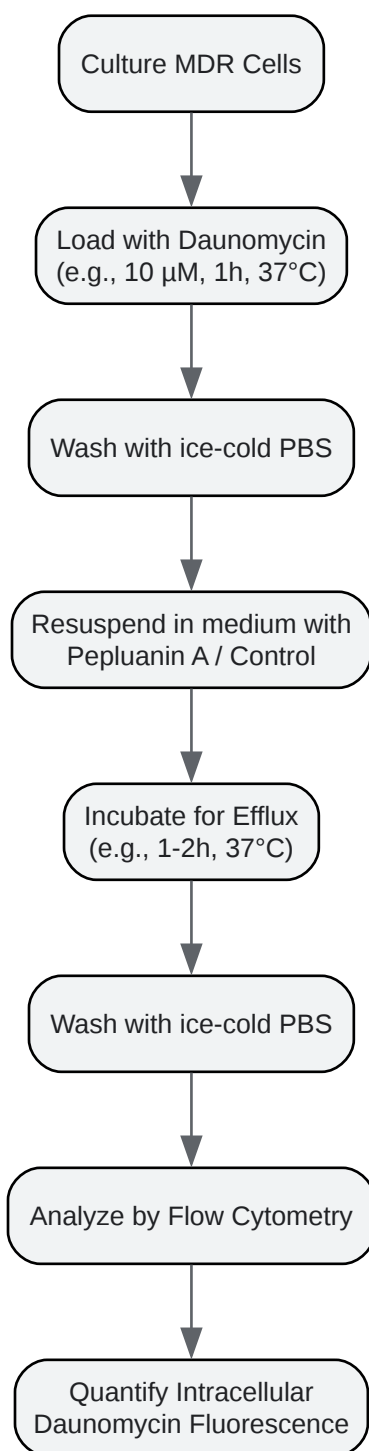 Culture MDR Cells
Load with Daunomycin
(e.g., 10 µM, 1h, 37°C)
Wash with ice-cold PBS
Resuspend in medium with
Pepluanin A / Control
Incubate for Efflux
(e.g., 1-2h, 37°C)
Wash with ice-cold PBS
Analyze by Flow Cytometry
Quantify Intracellular
Daunomycin Fluorescence